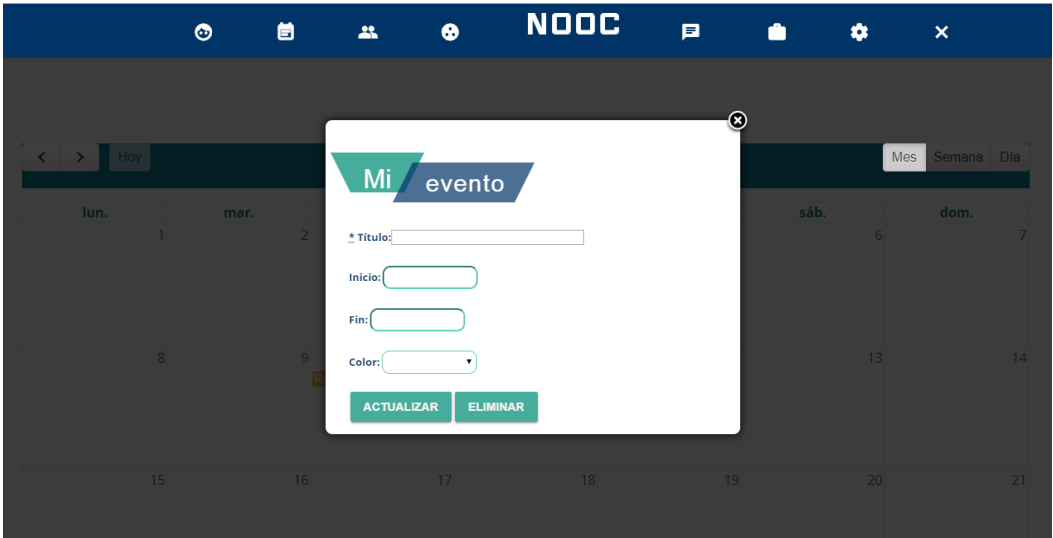 NOOC
Hoy
Mes Semana Día
Mi evento
lun. mar. sáb. dom.
1 2 6 7
* Título:
Inicio:
Fin:
8 9 13 14
Color:
ACTUALIZAR ELIMINAR
15 16 17 18 19 20 21